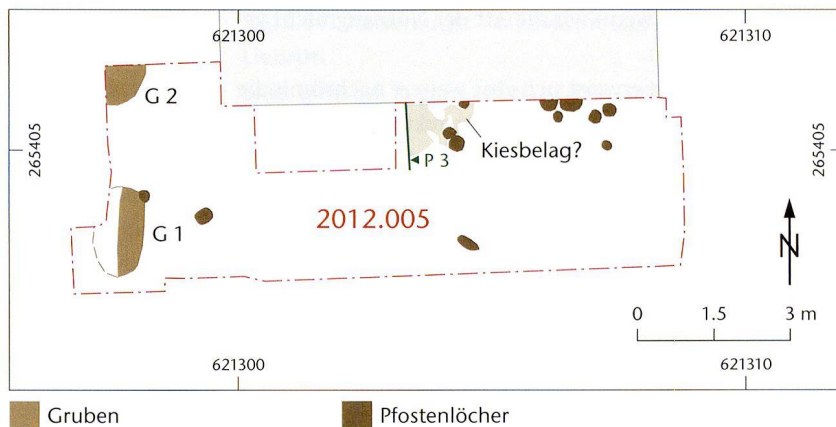 621300 621310
G 2
265405 265405
P 3
Kiesbelag?
G 1
2012.005
N
0 1.5 3 m
621300 621310
Gruben Pfostenlöcher